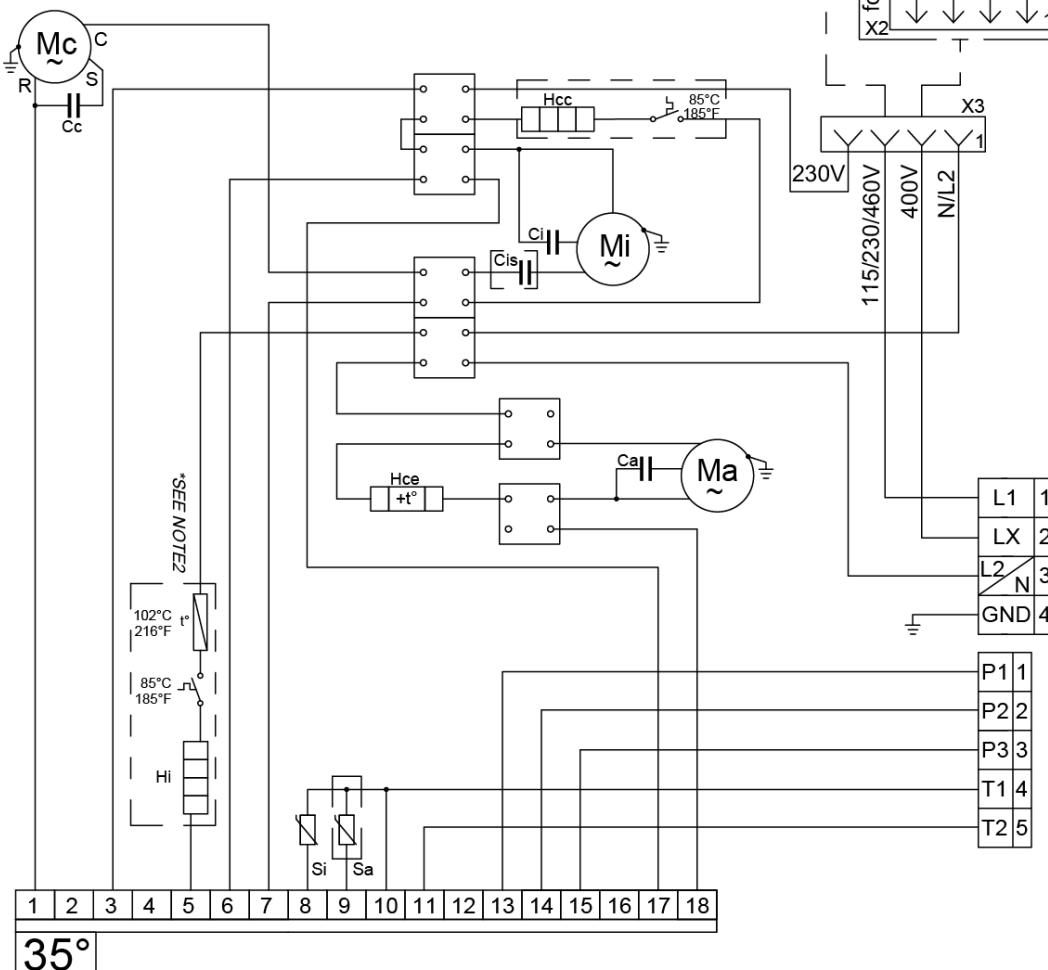 fo
X2
Mc
~
C
R
S
Cc
Hcc
85°C
185°F
X3
1
230V
115/230/460V
400V
N/L2
Ci
Mi
~
Cis
Ca
Ma
~
Hce
+t°
*SEE NOTE2
L1 1
LX 2
L2/N 3
GND 4
102°C
216°F
t°
85°C
185°F
Hi
P1 1
P2 2
P3 3
T1 4
T2 5
Si
Sa
1 2 3 4 5 6 7 8 9 10 11 12 13 14 15 16 17 18
35°